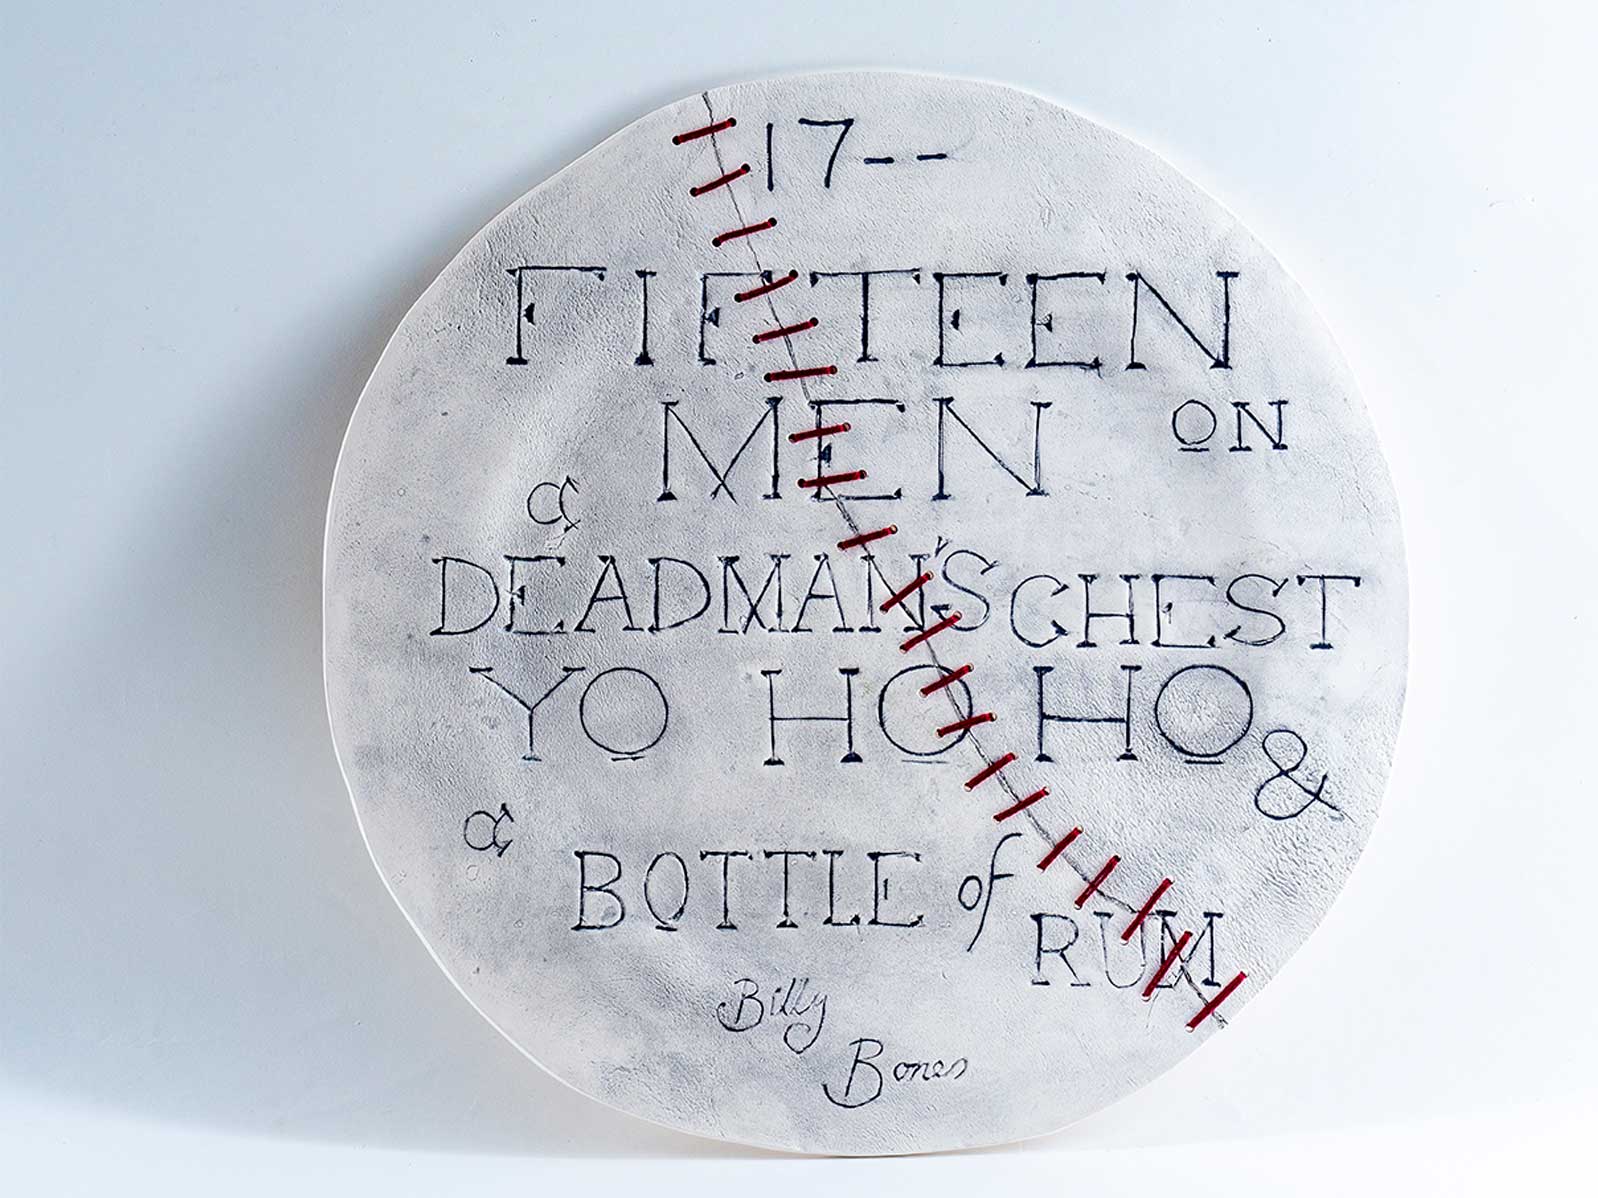 17--
FIFTEEN
MEN ON
a
DEADMAN'S CHEST
YO HO HO &
a
BOTTLE of
RUM
Billy
Bones